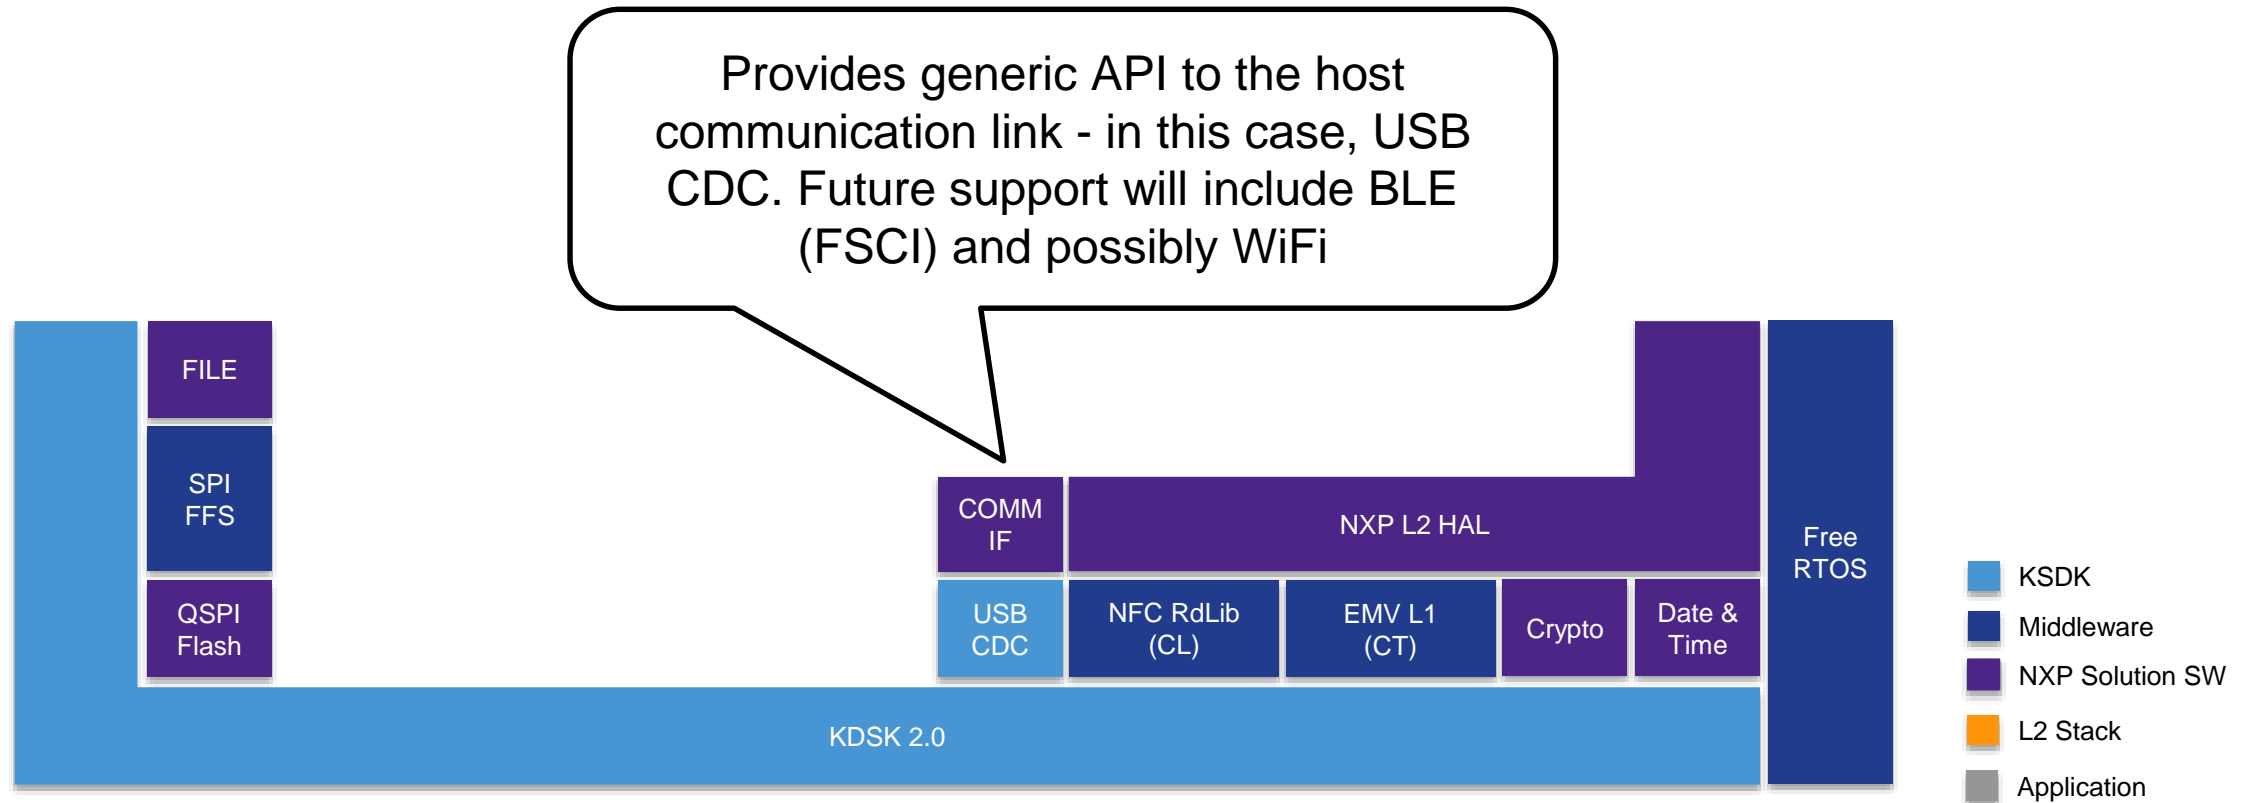 Provides generic API to the host
communication link - in this case, USB
CDC. Future support will include BLE
(FSCI) and possibly WiFi
FILE
SPI
FFS
QSPI
Flash
COMM
IF
NXP L2 HAL
USB
CDC
NFC RdLib
(CL)
EMV L1
(CT)
Crypto
Date &
Time
Free
RTOS
KDSK 2.0
KSDK
Middleware
NXP Solution SW
L2 Stack
Application